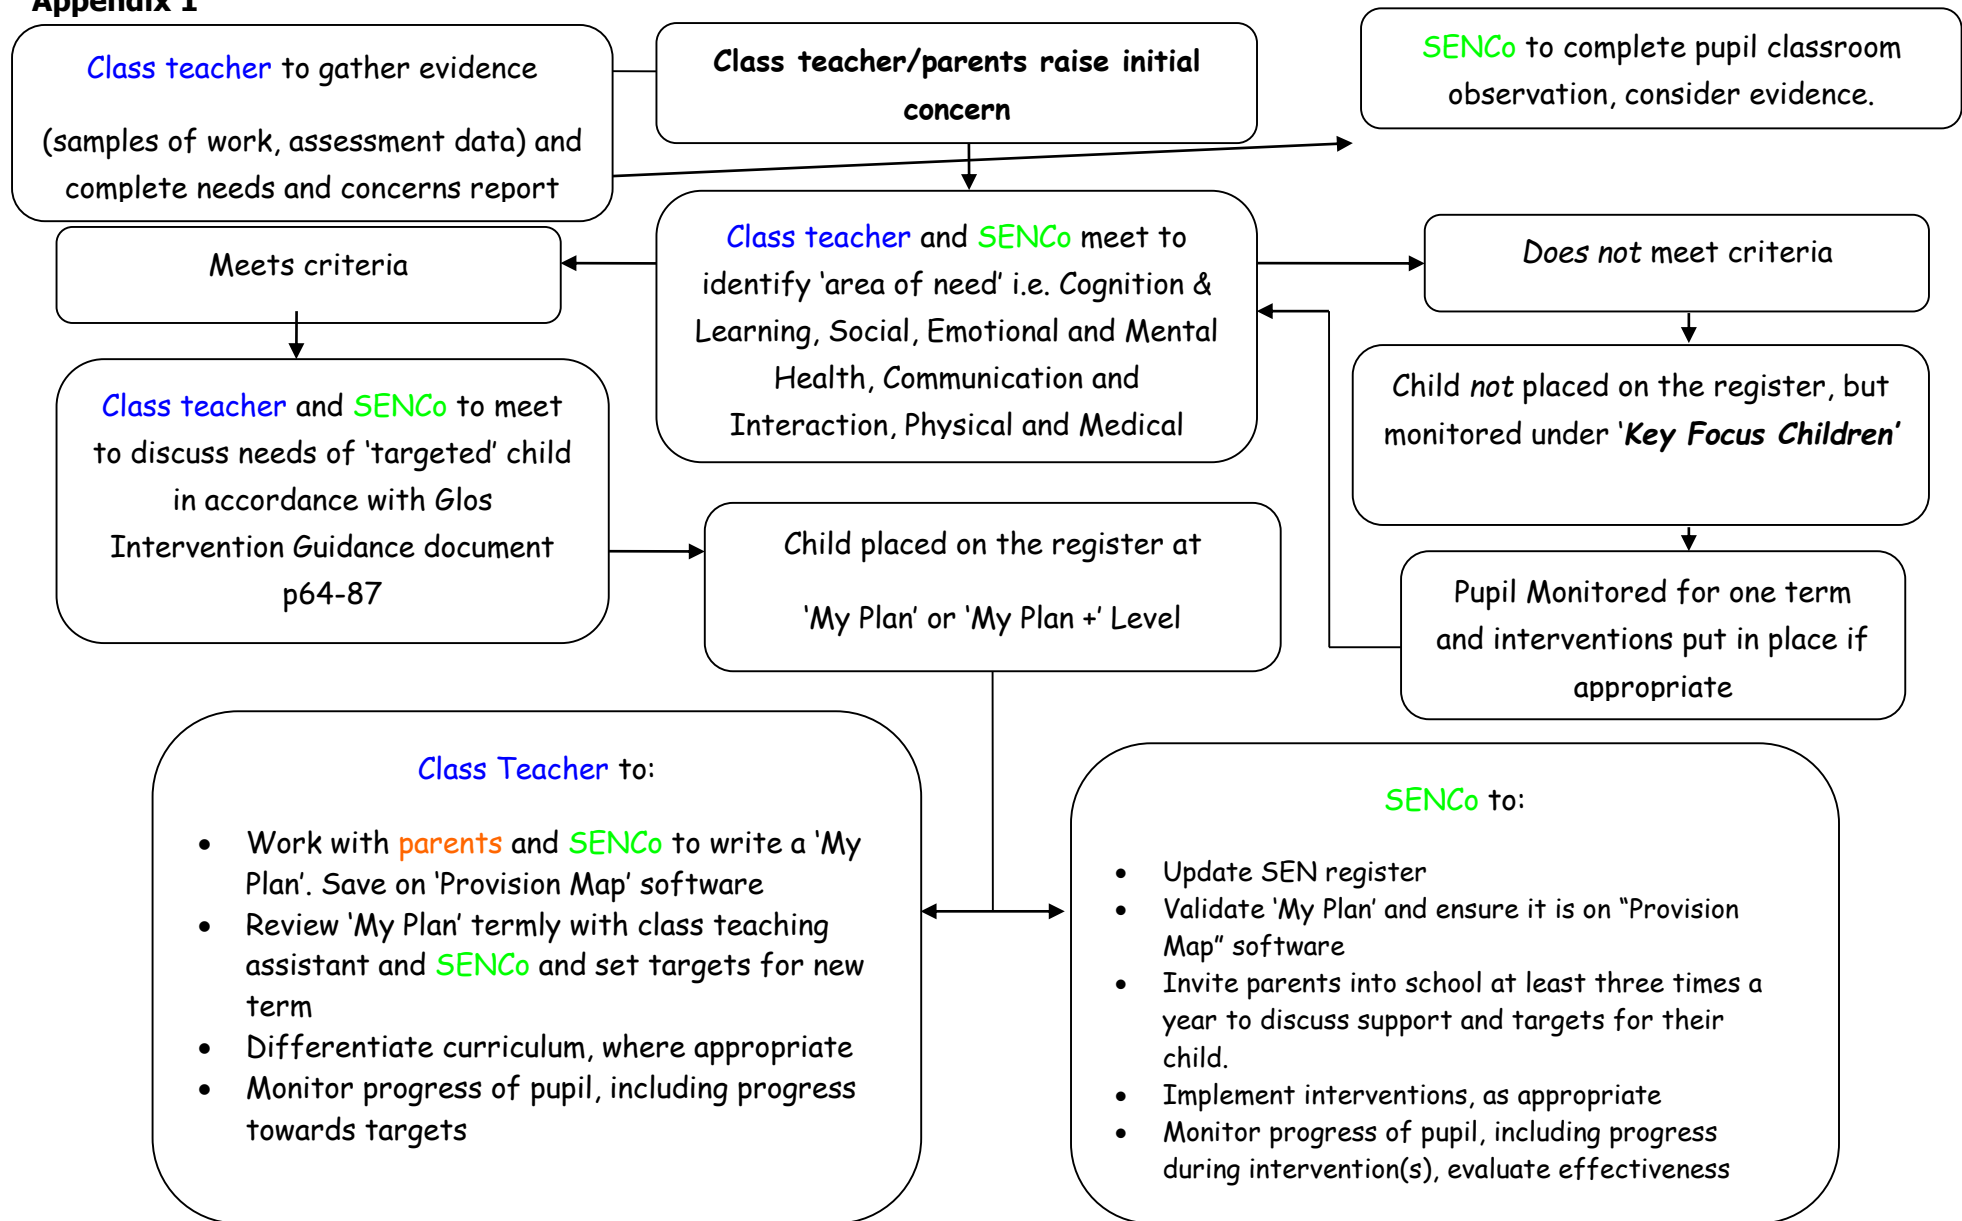 Appendix 1
Class teacher to gather evidence
(samples of work, assessment data) and
complete needs and concerns report
Class teacher/parents raise initial
concern
SENCo to complete pupil classroom
observation, consider evidence.
Meets criteria
Class teacher and SENCo meet to
identify ‘area of need’ i.e. Cognition &
Learning, Social, Emotional and Mental
Health, Communication and
Interaction, Physical and Medical
Does not meet criteria
Class teacher and SENCo to meet
to discuss needs of ‘targeted’ child
in accordance with Glos
Intervention Guidance document
p64-87
Child not placed on the register, but
monitored under ‘Key Focus Children’
Child placed on the register at
‘My Plan’ or ‘My Plan +’ Level
Pupil Monitored for one term
and interventions put in place if
appropriate
Class Teacher to:
• Work with parents and SENCo to write a ‘My
Plan’. Save on ‘Provision Map’ software
• Review ‘My Plan’ termly with class teaching
assistant and SENCo and set targets for new
term
• Differentiate curriculum, where appropriate
• Monitor progress of pupil, including progress
towards targets
SENCo to:
• Update SEN register
• Validate ‘My Plan’ and ensure it is on “Provision
Map” software
• Invite parents into school at least three times a
year to discuss support and targets for their
child.
• Implement interventions, as appropriate
• Monitor progress of pupil, including progress
during intervention(s), evaluate effectiveness